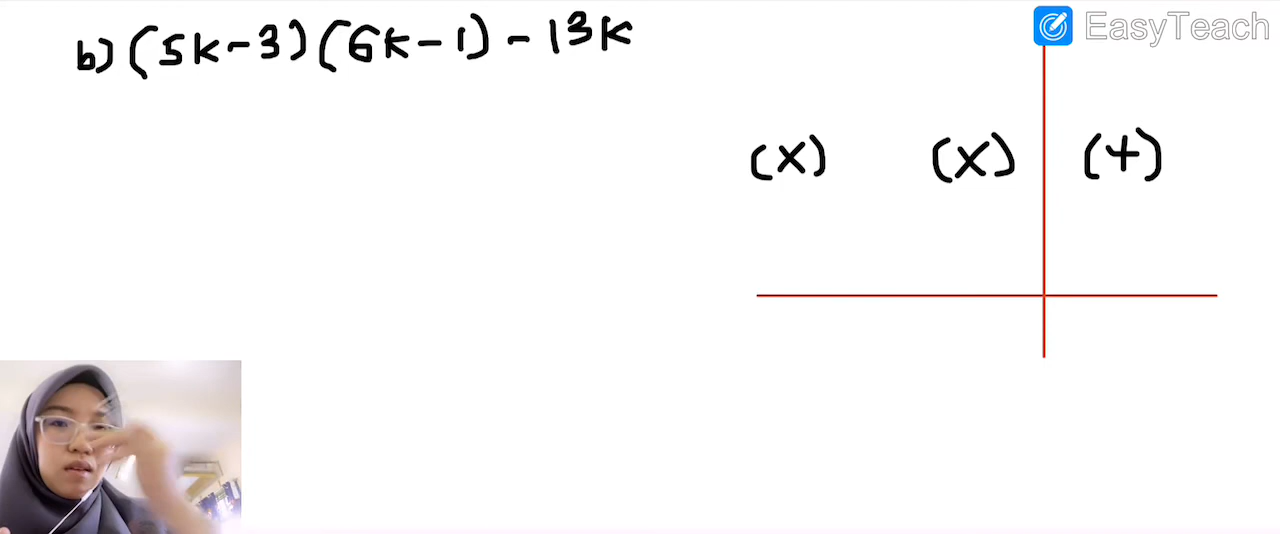 b) (5k-3)(6k-1) - 13k
EasyTeach
(x) (x) (+)